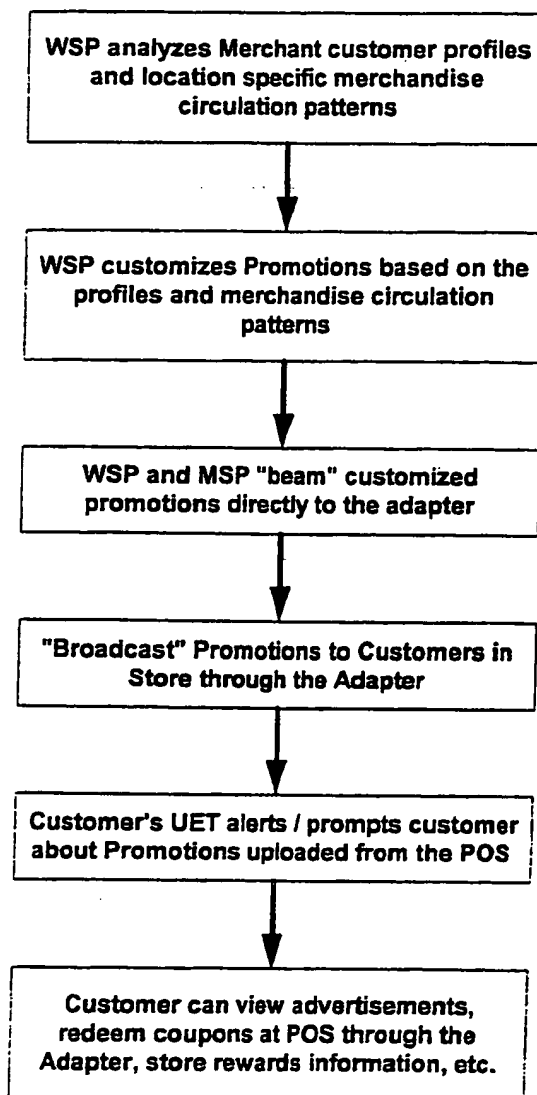 WSP analyzes Merchant customer profiles
and location specific merchandise
circulation patterns
WSP customizes Promotions based on the
profiles and merchandise circulation
patterns
WSP and MSP "beam" customized
promotions directly to the adapter
"Broadcast" Promotions to Customers in
Store through the Adapter
Customer's UET alerts / prompts customer
about Promotions uploaded from the POS
Customer can view advertisements,
redeem coupons at POS through the
Adapter, store rewards information, etc.